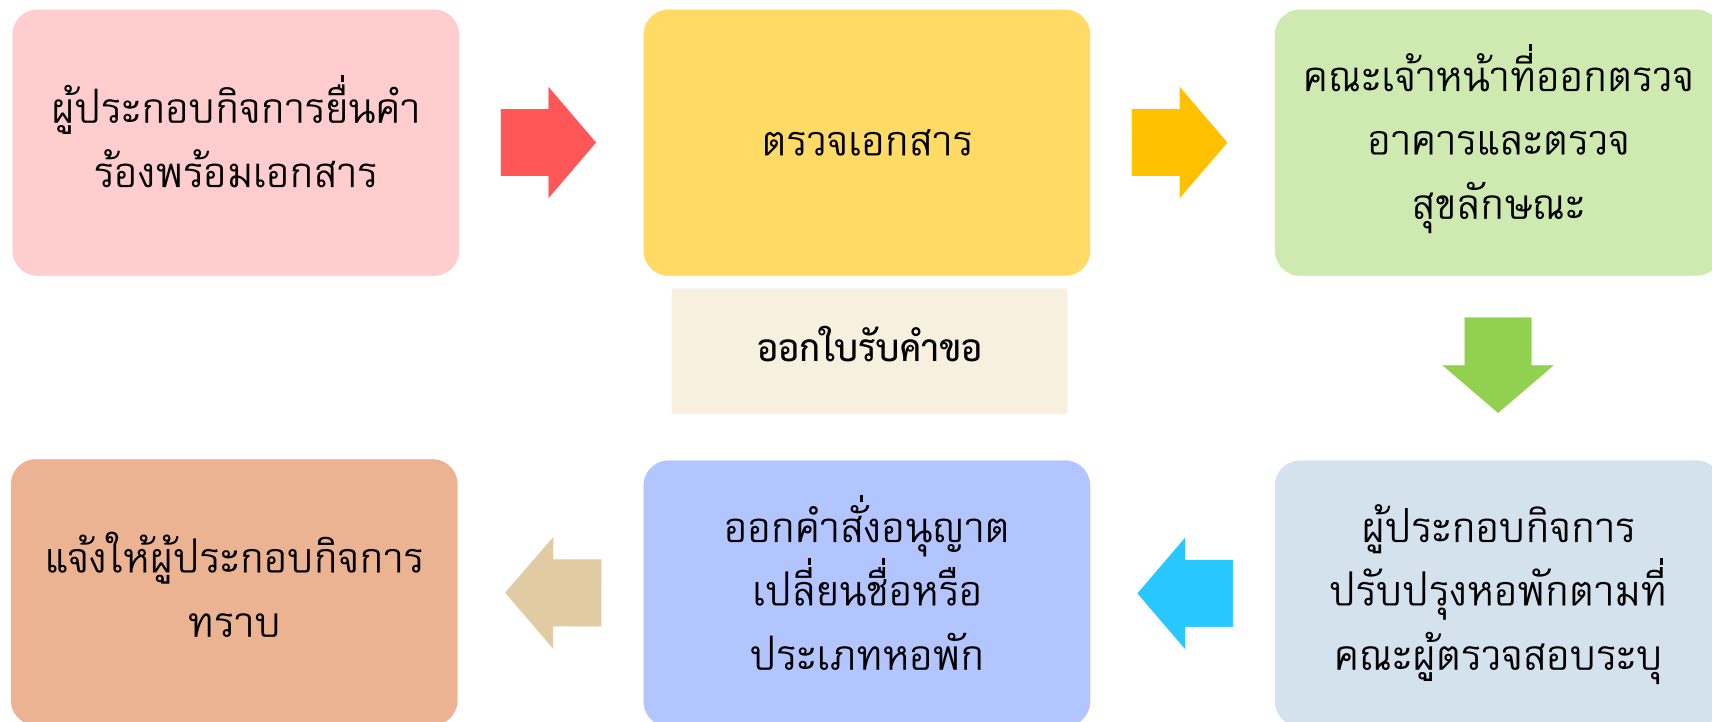 ผู้ประกอบกิจการยื่นคำ
ร้องพร้อมเอกสาร
ตรวจเอกสาร
คณะเจ้าหน้าที่ออกตรวจ
อาคารและตรวจ
สุขลักษณะ
ออกใบรับคำขอ
ผู้ประกอบกิจการ
ปรับปรุงหอพักตามที่
คณะผู้ตรวจสอบระบุ
ออกคำสั่งอนุญาต
เปลี่ยนชื่อหรือ
ประเภทหอพัก
แจ้งให้ผู้ประกอบกิจการ
ทราบ